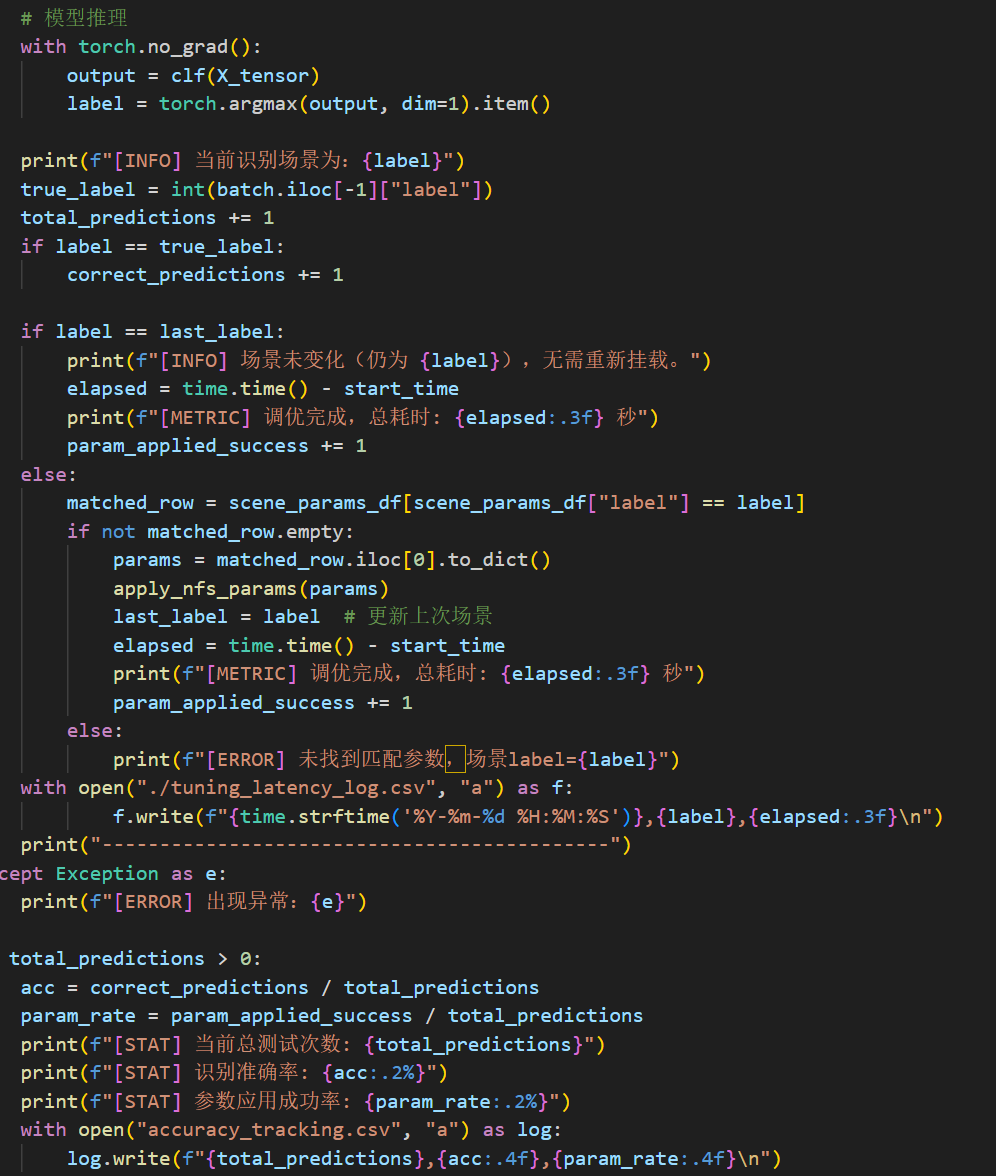 # 模型推理
with torch.no_grad():
output = clf(X_tensor)
label = torch.argmax(output, dim=1).item()
print(f"[INFO] 当前识别场景为: {label}")
true_label = int(batch.iloc[-1]["label"])
total_predictions += 1
if label == true_label:
correct_predictions += 1
if label == last_label:
print(f"[INFO] 场景未变化（仍为 {label}），无需重新挂载。")
elapsed = time.time() - start_time
print(f"[METRIC] 调优完成，总耗时: {elapsed:.3f} 秒")
param_applied_success += 1
else:
matched_row = scene_params_df[scene_params_df["label"] == label]
if not matched_row.empty:
params = matched_row.iloc[0].to_dict()
apply_nfs_params(params)
last_label = label  # 更新上次场景
elapsed = time.time() - start_time
print(f"[METRIC] 调优完成，总耗时: {elapsed:.3f} 秒")
param_applied_success += 1
else:
print(f"[ERROR] 未找到匹配参数，场景label={label}")
with open("./tuning_latency_log.csv", "a") as f:
f.write(f"{time.strftime('%Y-%m-%d %H:%M:%S')},{label},{elapsed:.3f}\n")
print("--------------------------------------------")
cept Exception as e:
print(f"[ERROR] 出现异常: {e}")
total_predictions > 0:
acc = correct_predictions / total_predictions
param_rate = param_applied_success / total_predictions
print(f"[STAT] 当前总测试次数: {total_predictions}")
print(f"[STAT] 识别准确率: {acc:.2%}")
print(f"[STAT] 参数应用成功率: {param_rate:.2%}")
with open("accuracy_tracking.csv", "a") as log:
log.write(f"{total_predictions},{acc:.4f},{param_rate:.4f}\n")